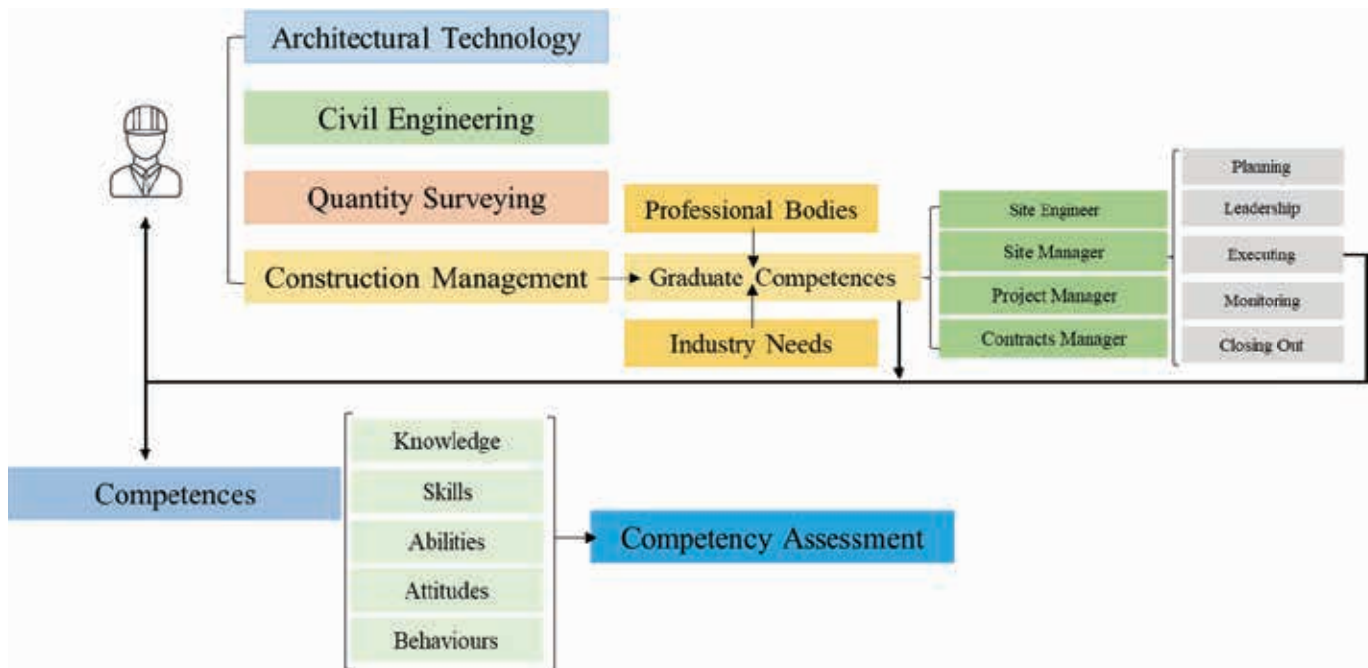 Architectural Technology
Civil Engineering
Quantity Surveying
Construction Management
Professional Bodies
Graduate Competences
Industry Needs
Site Engineer
Site Manager
Project Manager
Contracts Manager
Planning
Leadership
Executing
Monitoring
Closing Out
Competences
Knowledge
Skills
Abilities
Attitudes
Behaviours
Competency Assessment